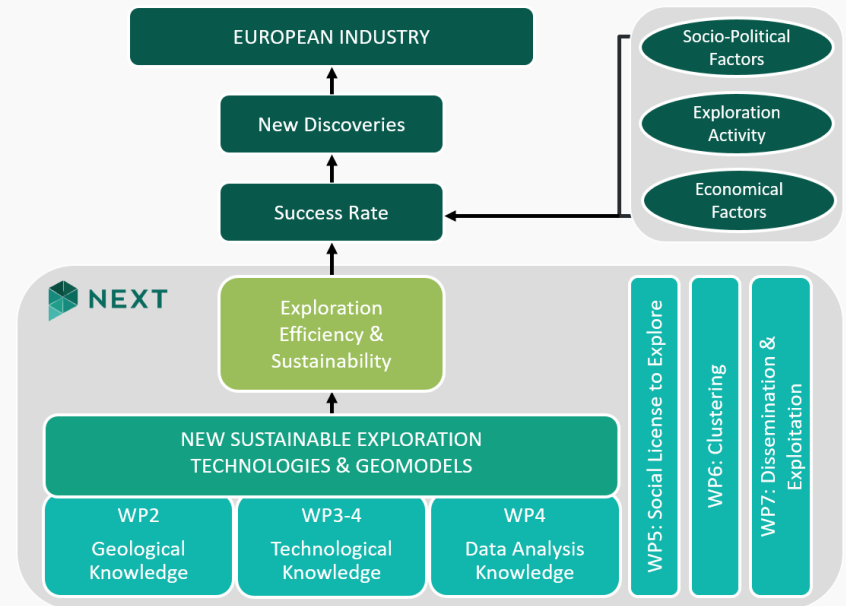 EUROPEAN INDUSTRY
New Discoveries
Success Rate
Socio-Political
Factors
Exploration
Activity
Economical
Factors
NEXT
Exploration
Efficiency &
Sustainability
NEW SUSTAINABLE EXPLORATION
TECHNOLOGIES & GEOMODELS
WP2
Geological
Knowledge
WP3-4
Technological
Knowledge
WP4
Data Analysis
Knowledge
WP5: Social License to Explore
WP6: Clustering
WP7: Dissemination &
Exploitation